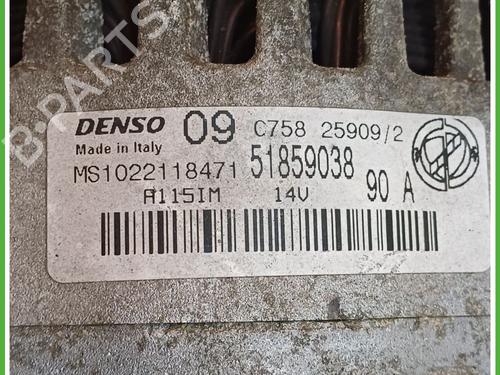 DENSO 09 C758 25909/2
Made in Italy
MS1022118471 51859038
A115IM 14V 90 A
B-PARTS